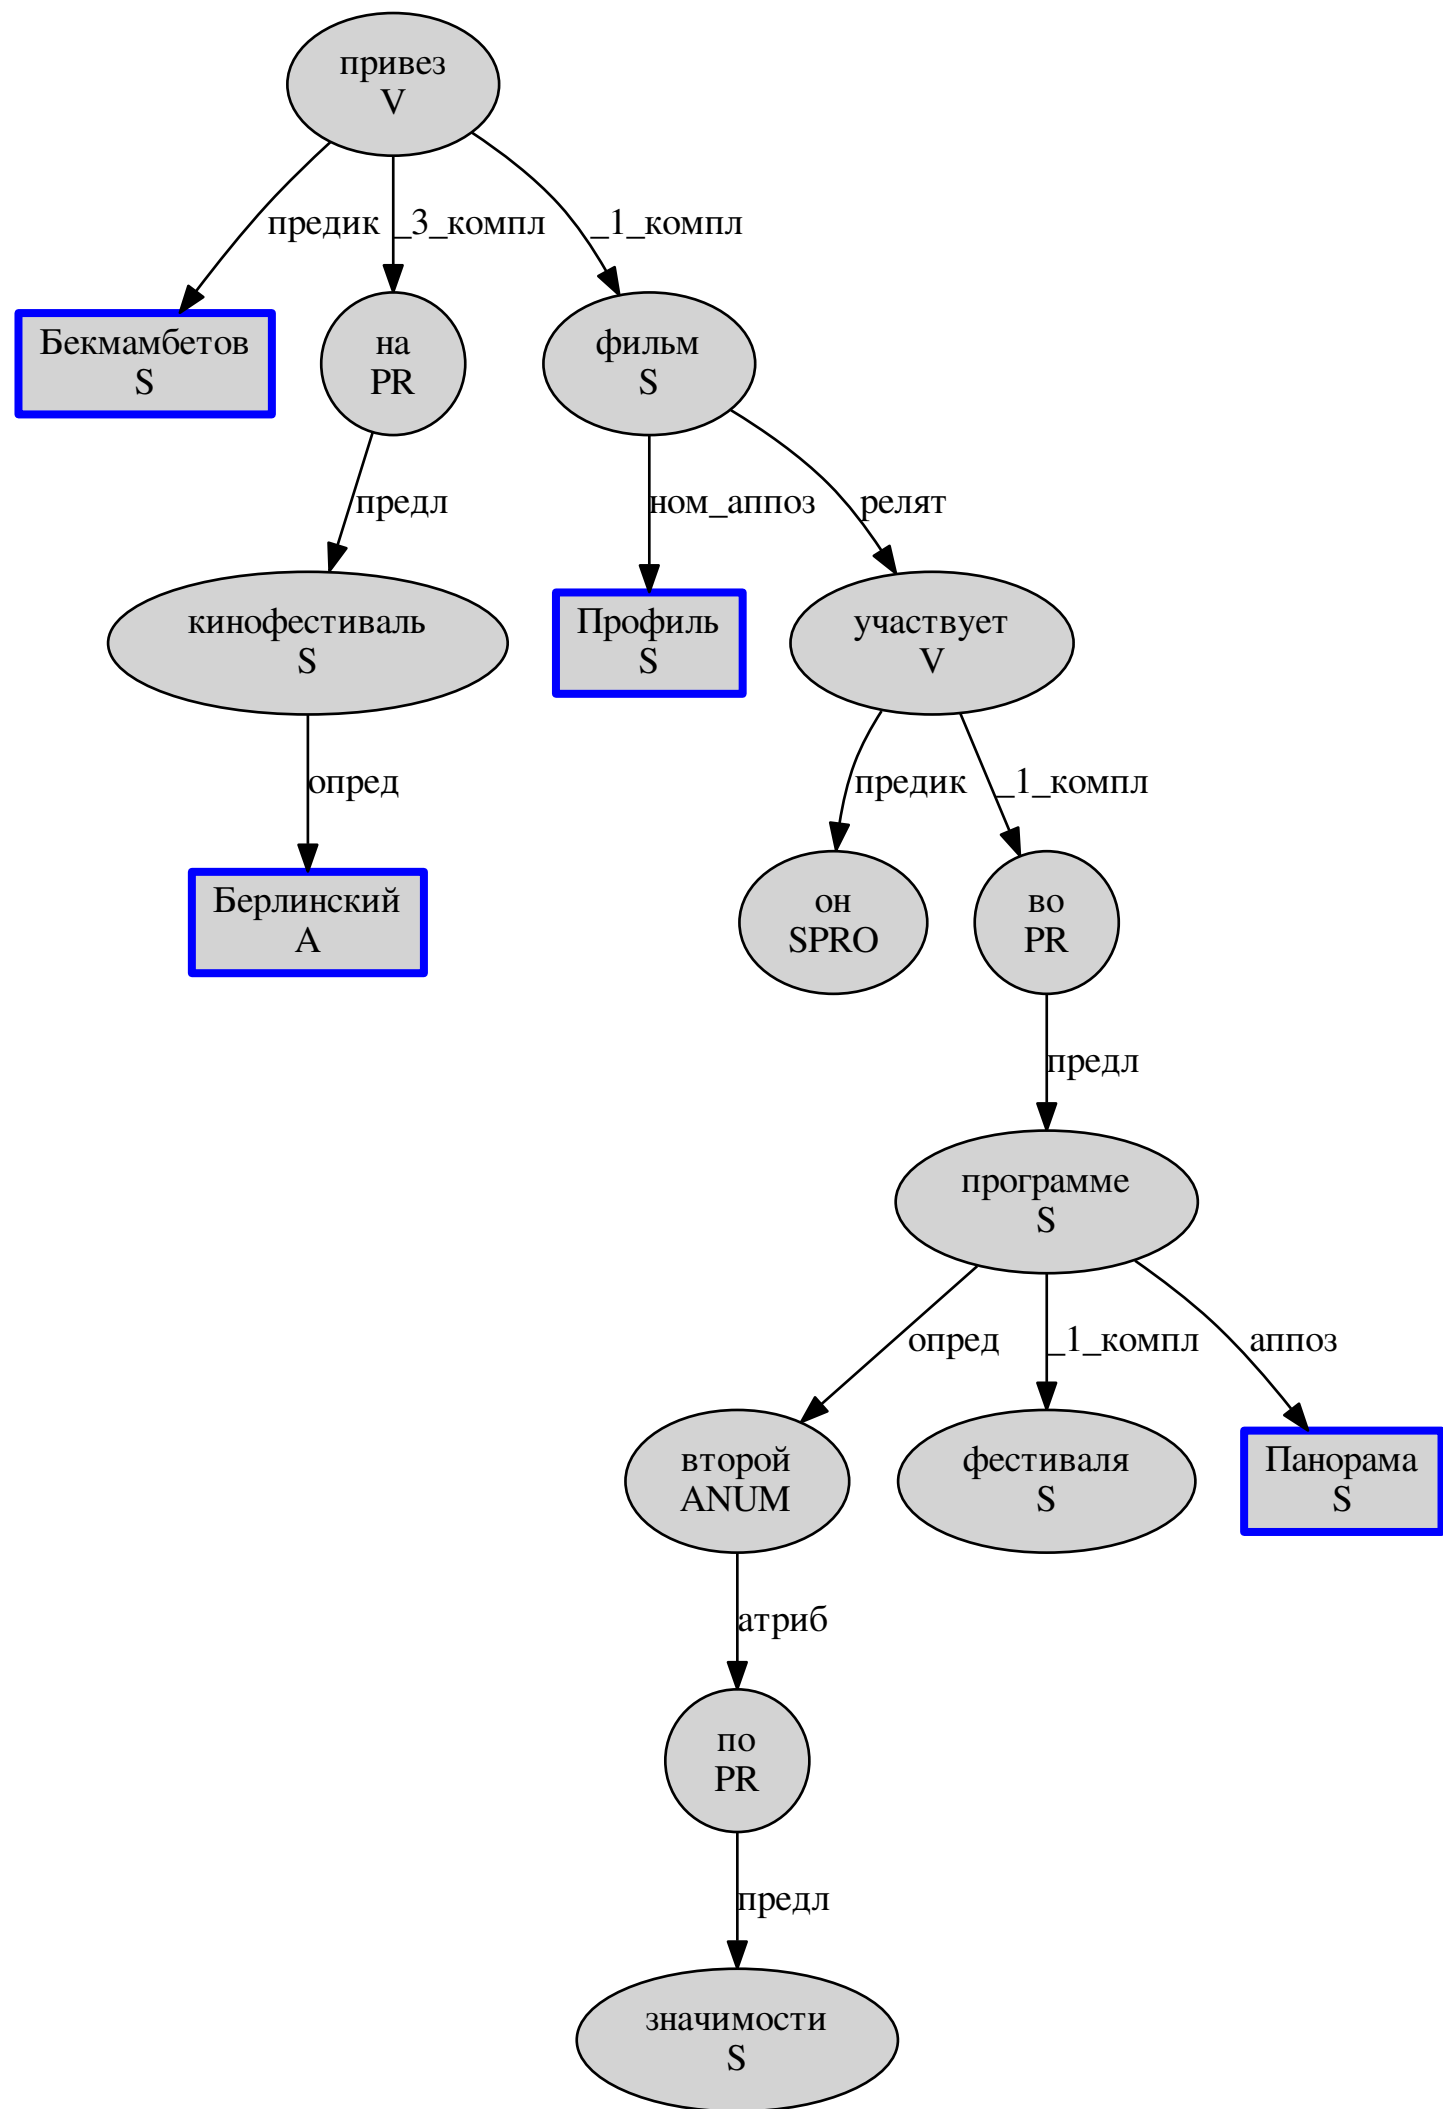 привез
V
предик
_3_компл
_1_компл
Бекмамбетов
S
на
PR
фильм
S
предл
ном_аппоз
релят
кинофестиваль
S
Профиль
S
участвует
V
опред
предик
_1_компл
Берлинский
A
он
SPRO
во
PR
предл
программе
S
опред
_1_компл
аппоз
второй
ANUM
фестиваля
S
Панорама
S
атриб
по
PR
предл
значимости
S